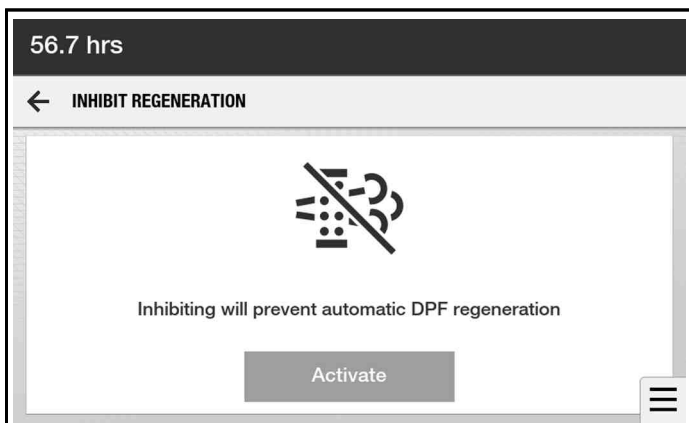 56.7 hrs
INHIBIT REGENERATION
Inhibiting will prevent automatic DPF regeneration
Activate